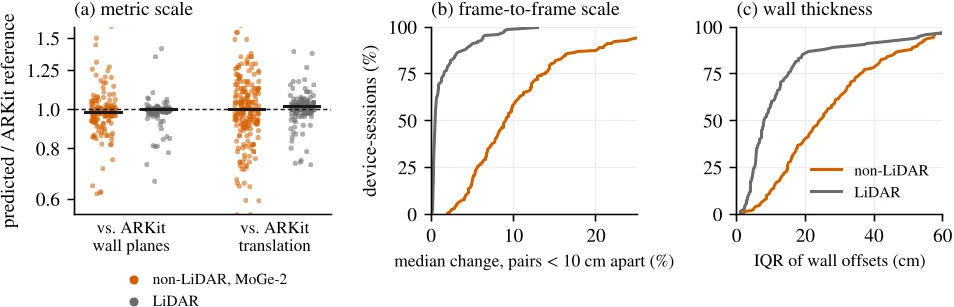 (a) metric scale
predicted / ARKit reference
1.5
1.25
1.0
0.8
0.6
vs. ARKit
wall planes
vs. ARKit
translation
non-LiDAR, MoGe-2
LiDAR
(b) frame-to-frame scale
device-sessions (%)
100
75
50
25
0
0 10 20
median change, pairs < 10 cm apart (%)
(c) wall thickness
100
75
50
25
0
non-LiDAR
LiDAR
0 20 40 60
IQR of wall offsets (cm)